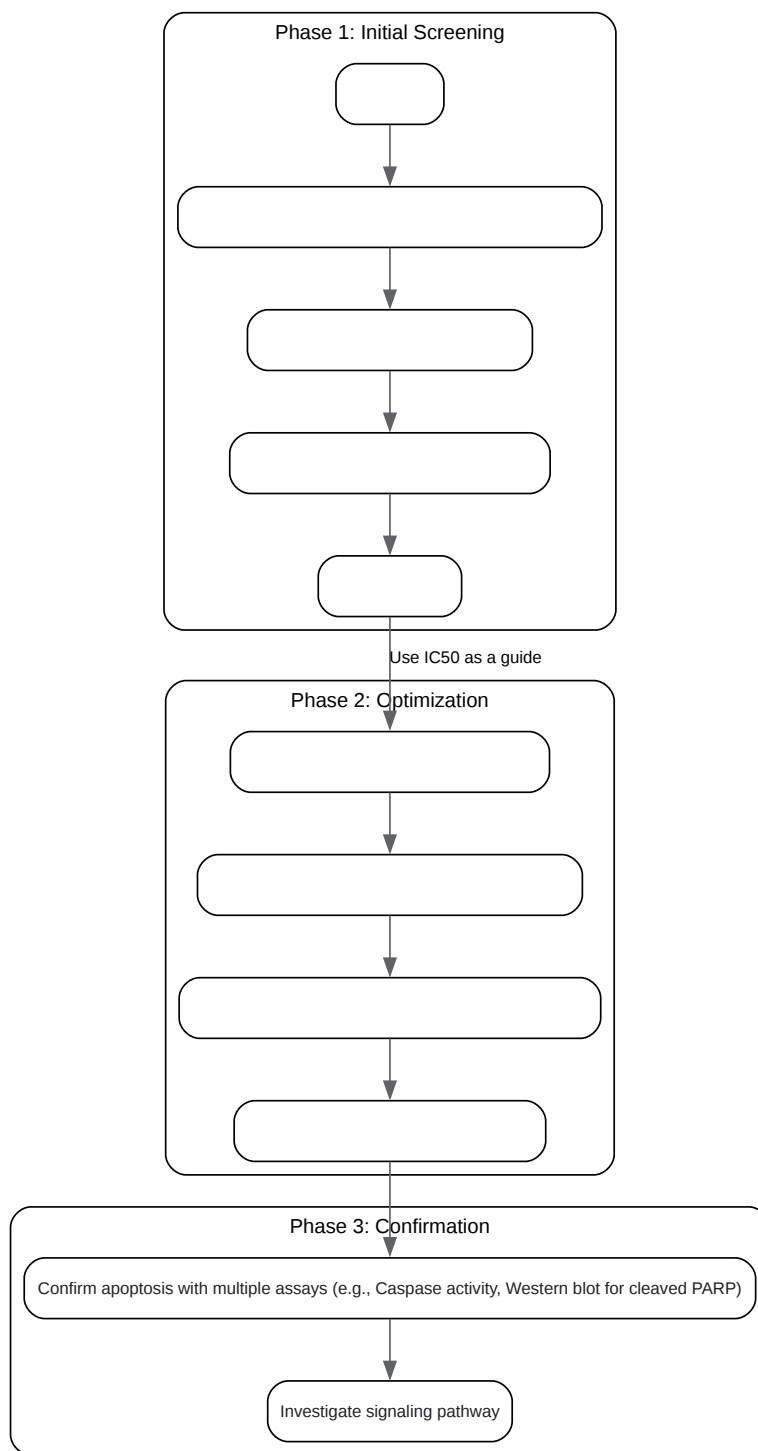 Phase 1: Initial Screening
Use IC50 as a guide
Phase 2: Optimization
Phase 3: Confirmation
Confirm apoptosis with multiple assays (e.g., Caspase activity, Western blot for cleaved PARP)
Investigate signaling pathway